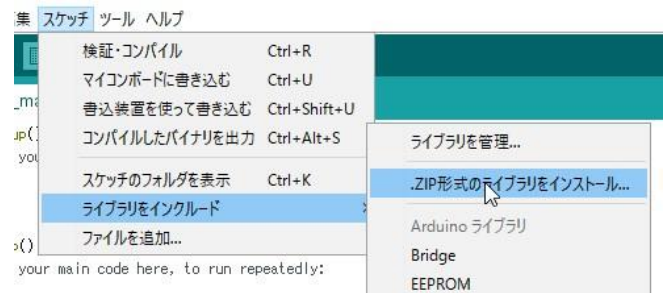 集 スケッチ ツール ヘルプ
検証・コンパイル Ctrl+R
マイコンボードに書き込む Ctrl+U
書込装置を使って書き込む Ctrl+Shift+U
コンパイルしたバイナリを出力 Ctrl+Alt+S
スケッチのフォルダを表示 Ctrl+K
ライブラリをインクルード
ファイルを追加...
ライブラリを管理...
.ZIP形式のライブラリをインストール...
Arduino ライブラリ
Bridge
EEPROM
_ma
up()
you
p()
your main code here, to run repeatedly: